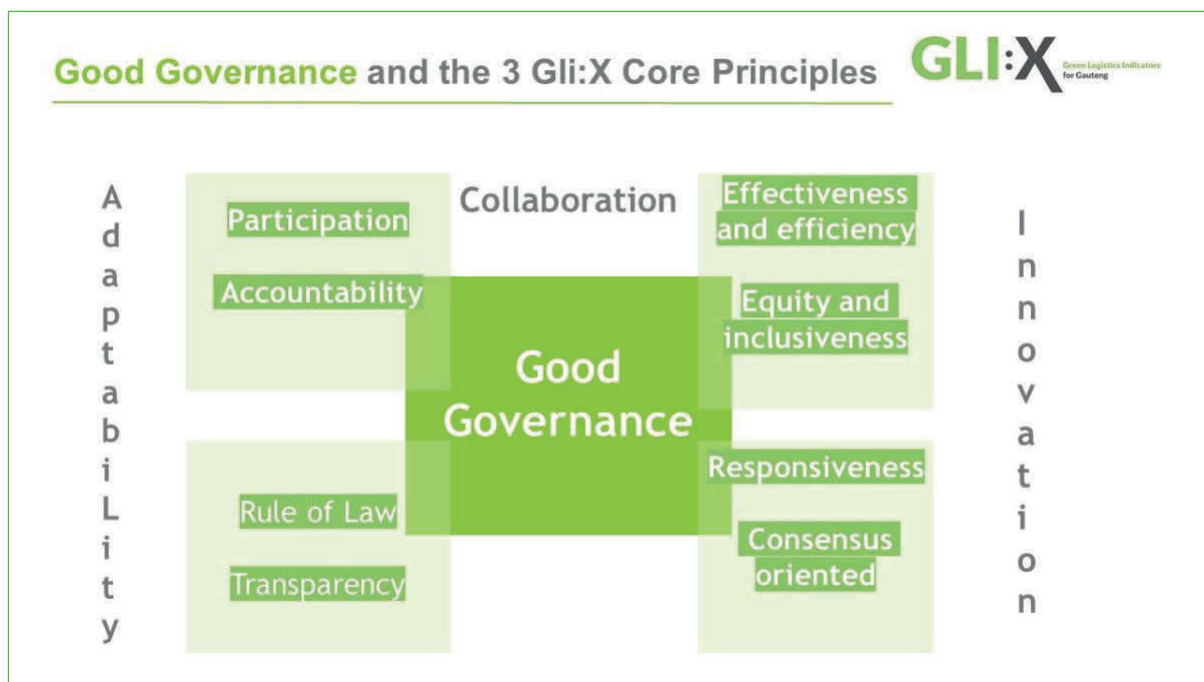 Good Governance and the 3 Gli:X Core Principles
GLI:X
Green Logistics Indicators
for Gauteng
AdaptabiLity
Participation
Accountability
Collaboration
Effectiveness
and efficiency
Equity and
inclusiveness
Good
Governance
Rule of Law
Transparency
Responsiveness
Consensus
oriented
Innovation